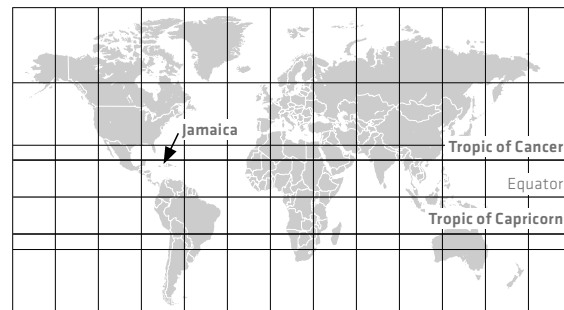 Jamaica
Tropic of Cancer
Equator
Tropic of Capricorn